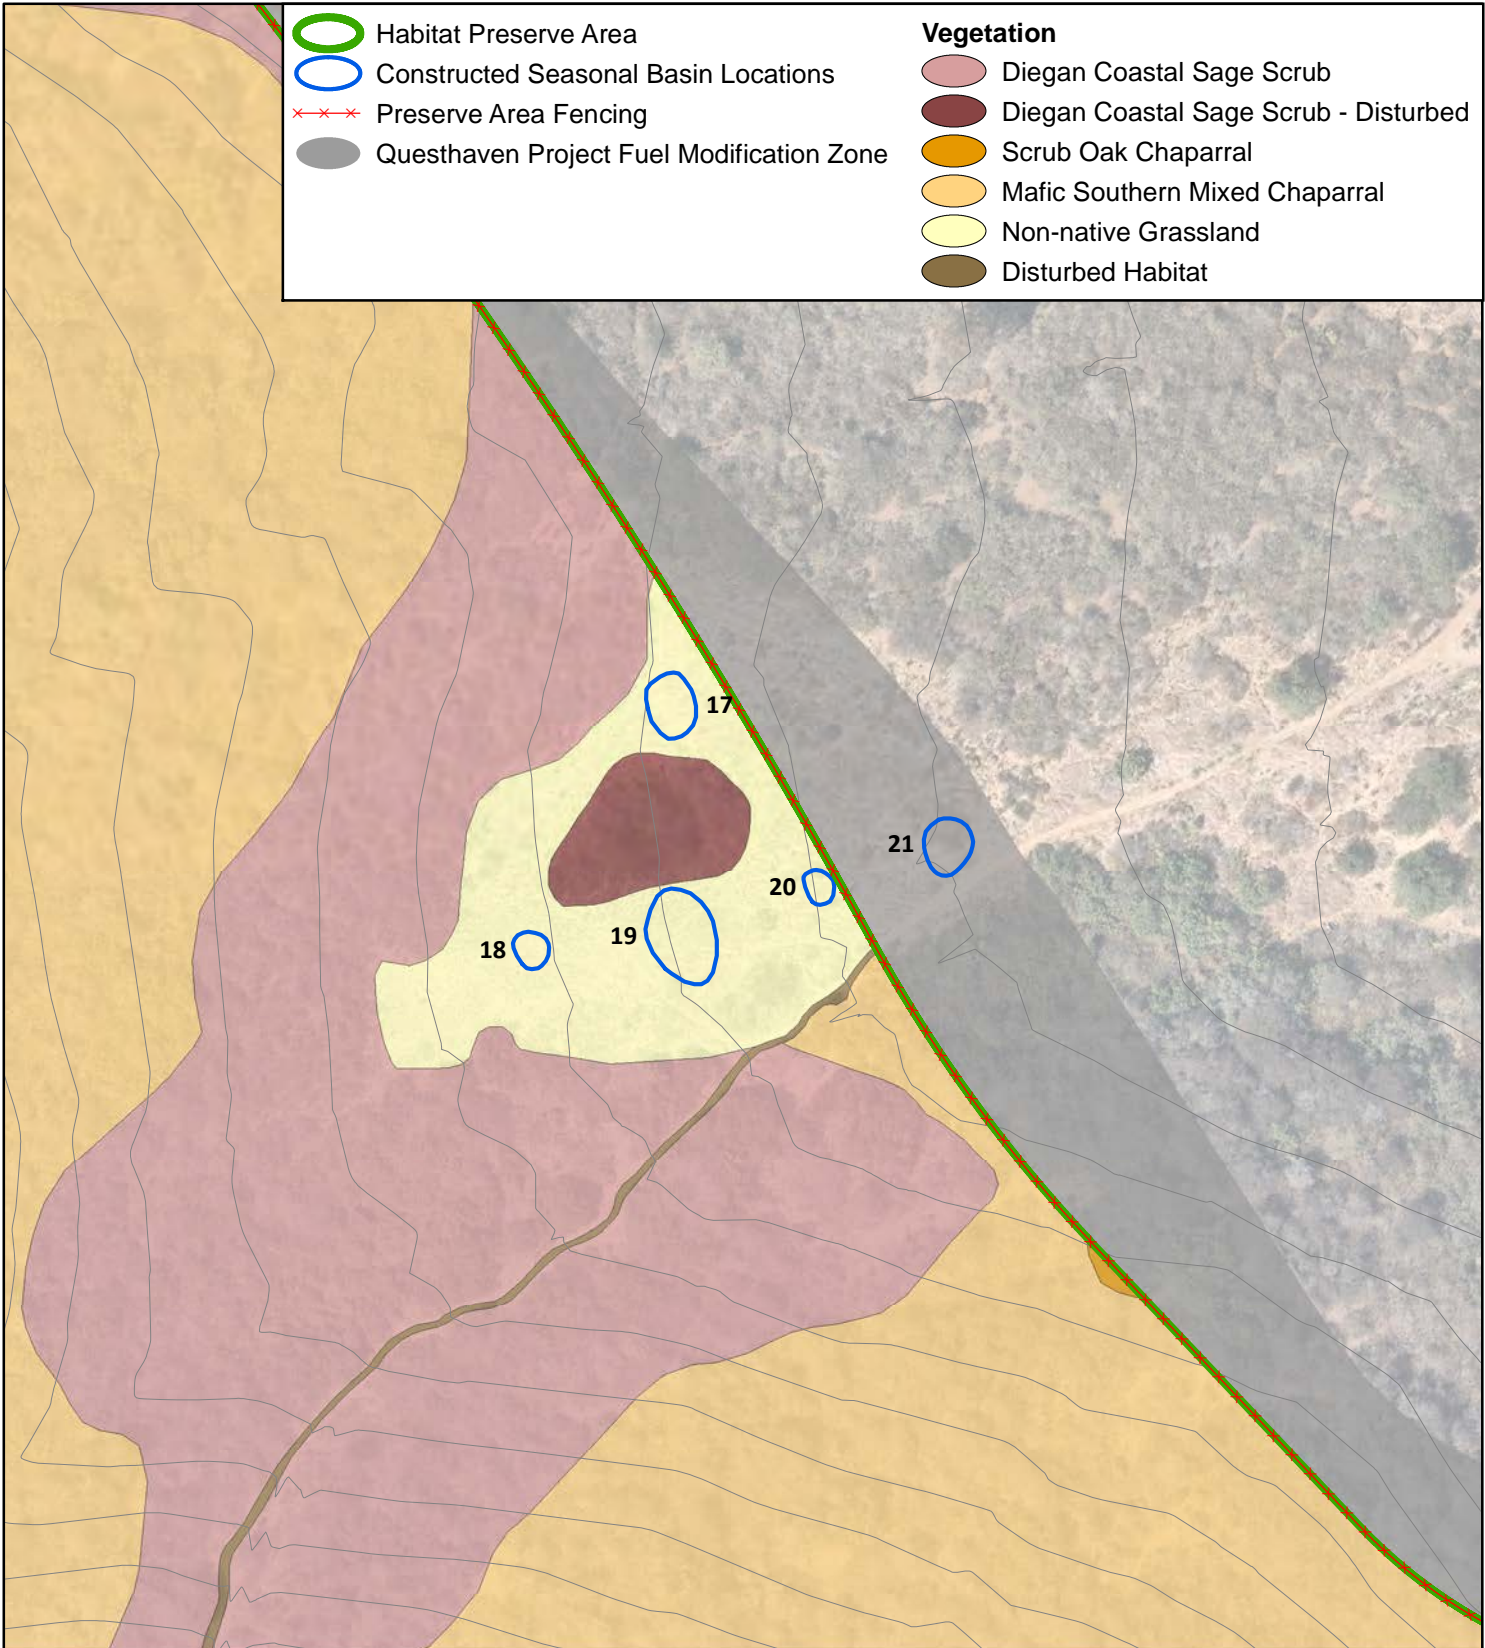 Habitat Preserve Area
Constructed Seasonal Basin Locations
Preserve Area Fencing
Questhaven Project Fuel Modification Zone
Vegetation
Diegan Coastal Sage Scrub
Diegan Coastal Sage Scrub - Disturbed
Scrub Oak Chaparral
Mafic Southern Mixed Chaparral
Non-native Grassland
Disturbed Habitat
17
21
20
19
18